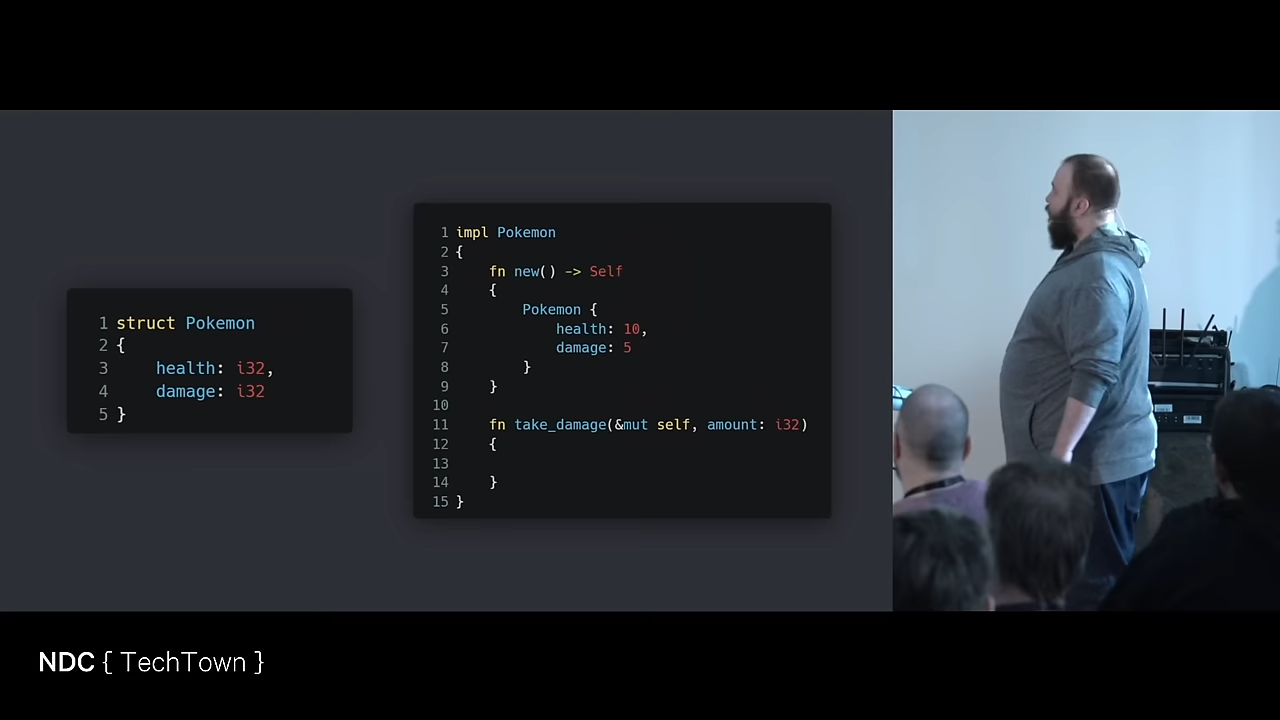 1 struct Pokemon
2 {
3     health: i32,
4     damage: i32
5 }
1 impl Pokemon
2 {
3     fn new() -> Self
4     {
5         Pokemon {
6             health: 10,
7             damage: 5
8         }
9     }
10
11     fn take_damage(&mut self, amount: i32)
12     {
13
14     }
15 }
NDC { TechTown }